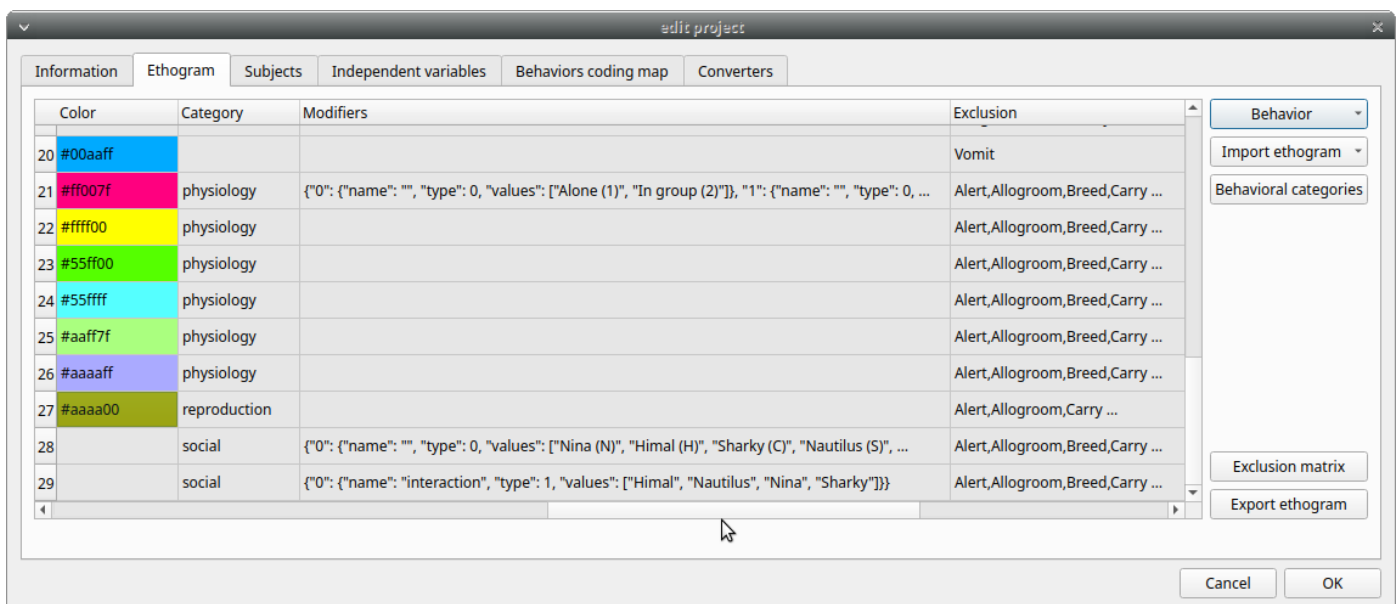 edit project
Information Ethogram Subjects Independent variables Behaviors coding map Converters
Color Category Modifiers Exclusion
20 #00aaff Vomit
21 #ff007f physiology {"0": {"name": "", "type": 0, "values": ["Alone (1)", "In group (2)"]}, "1": {"name": "", "type": 0, ... Alert,Allogroom,Breed,Carry ...
22 #ffff00 physiology Alert,Allogroom,Breed,Carry ...
23 #55ff00 physiology Alert,Allogroom,Breed,Carry ...
24 #55ffff physiology Alert,Allogroom,Breed,Carry ...
25 #aaff7f physiology Alert,Allogroom,Breed,Carry ...
26 #aaaaff physiology Alert,Allogroom,Breed,Carry ...
27 #aaaa00 reproduction Alert,Allogroom,Carry ...
28 social {"0": {"name": "", "type": 0, "values": ["Nina (N)", "Himal (H)", "Sharky (C)", "Nautilus (S)", ... Alert,Allogroom,Breed,Carry ...
29 social {"0": {"name": "interaction", "type": 1, "values": ["Himal", "Nautilus", "Nina", "Sharky"]}} Alert,Allogroom,Breed,Carry ...
Behavior
Import ethogram
Behavioral categories
Exclusion matrix
Export ethogram
Cancel OK